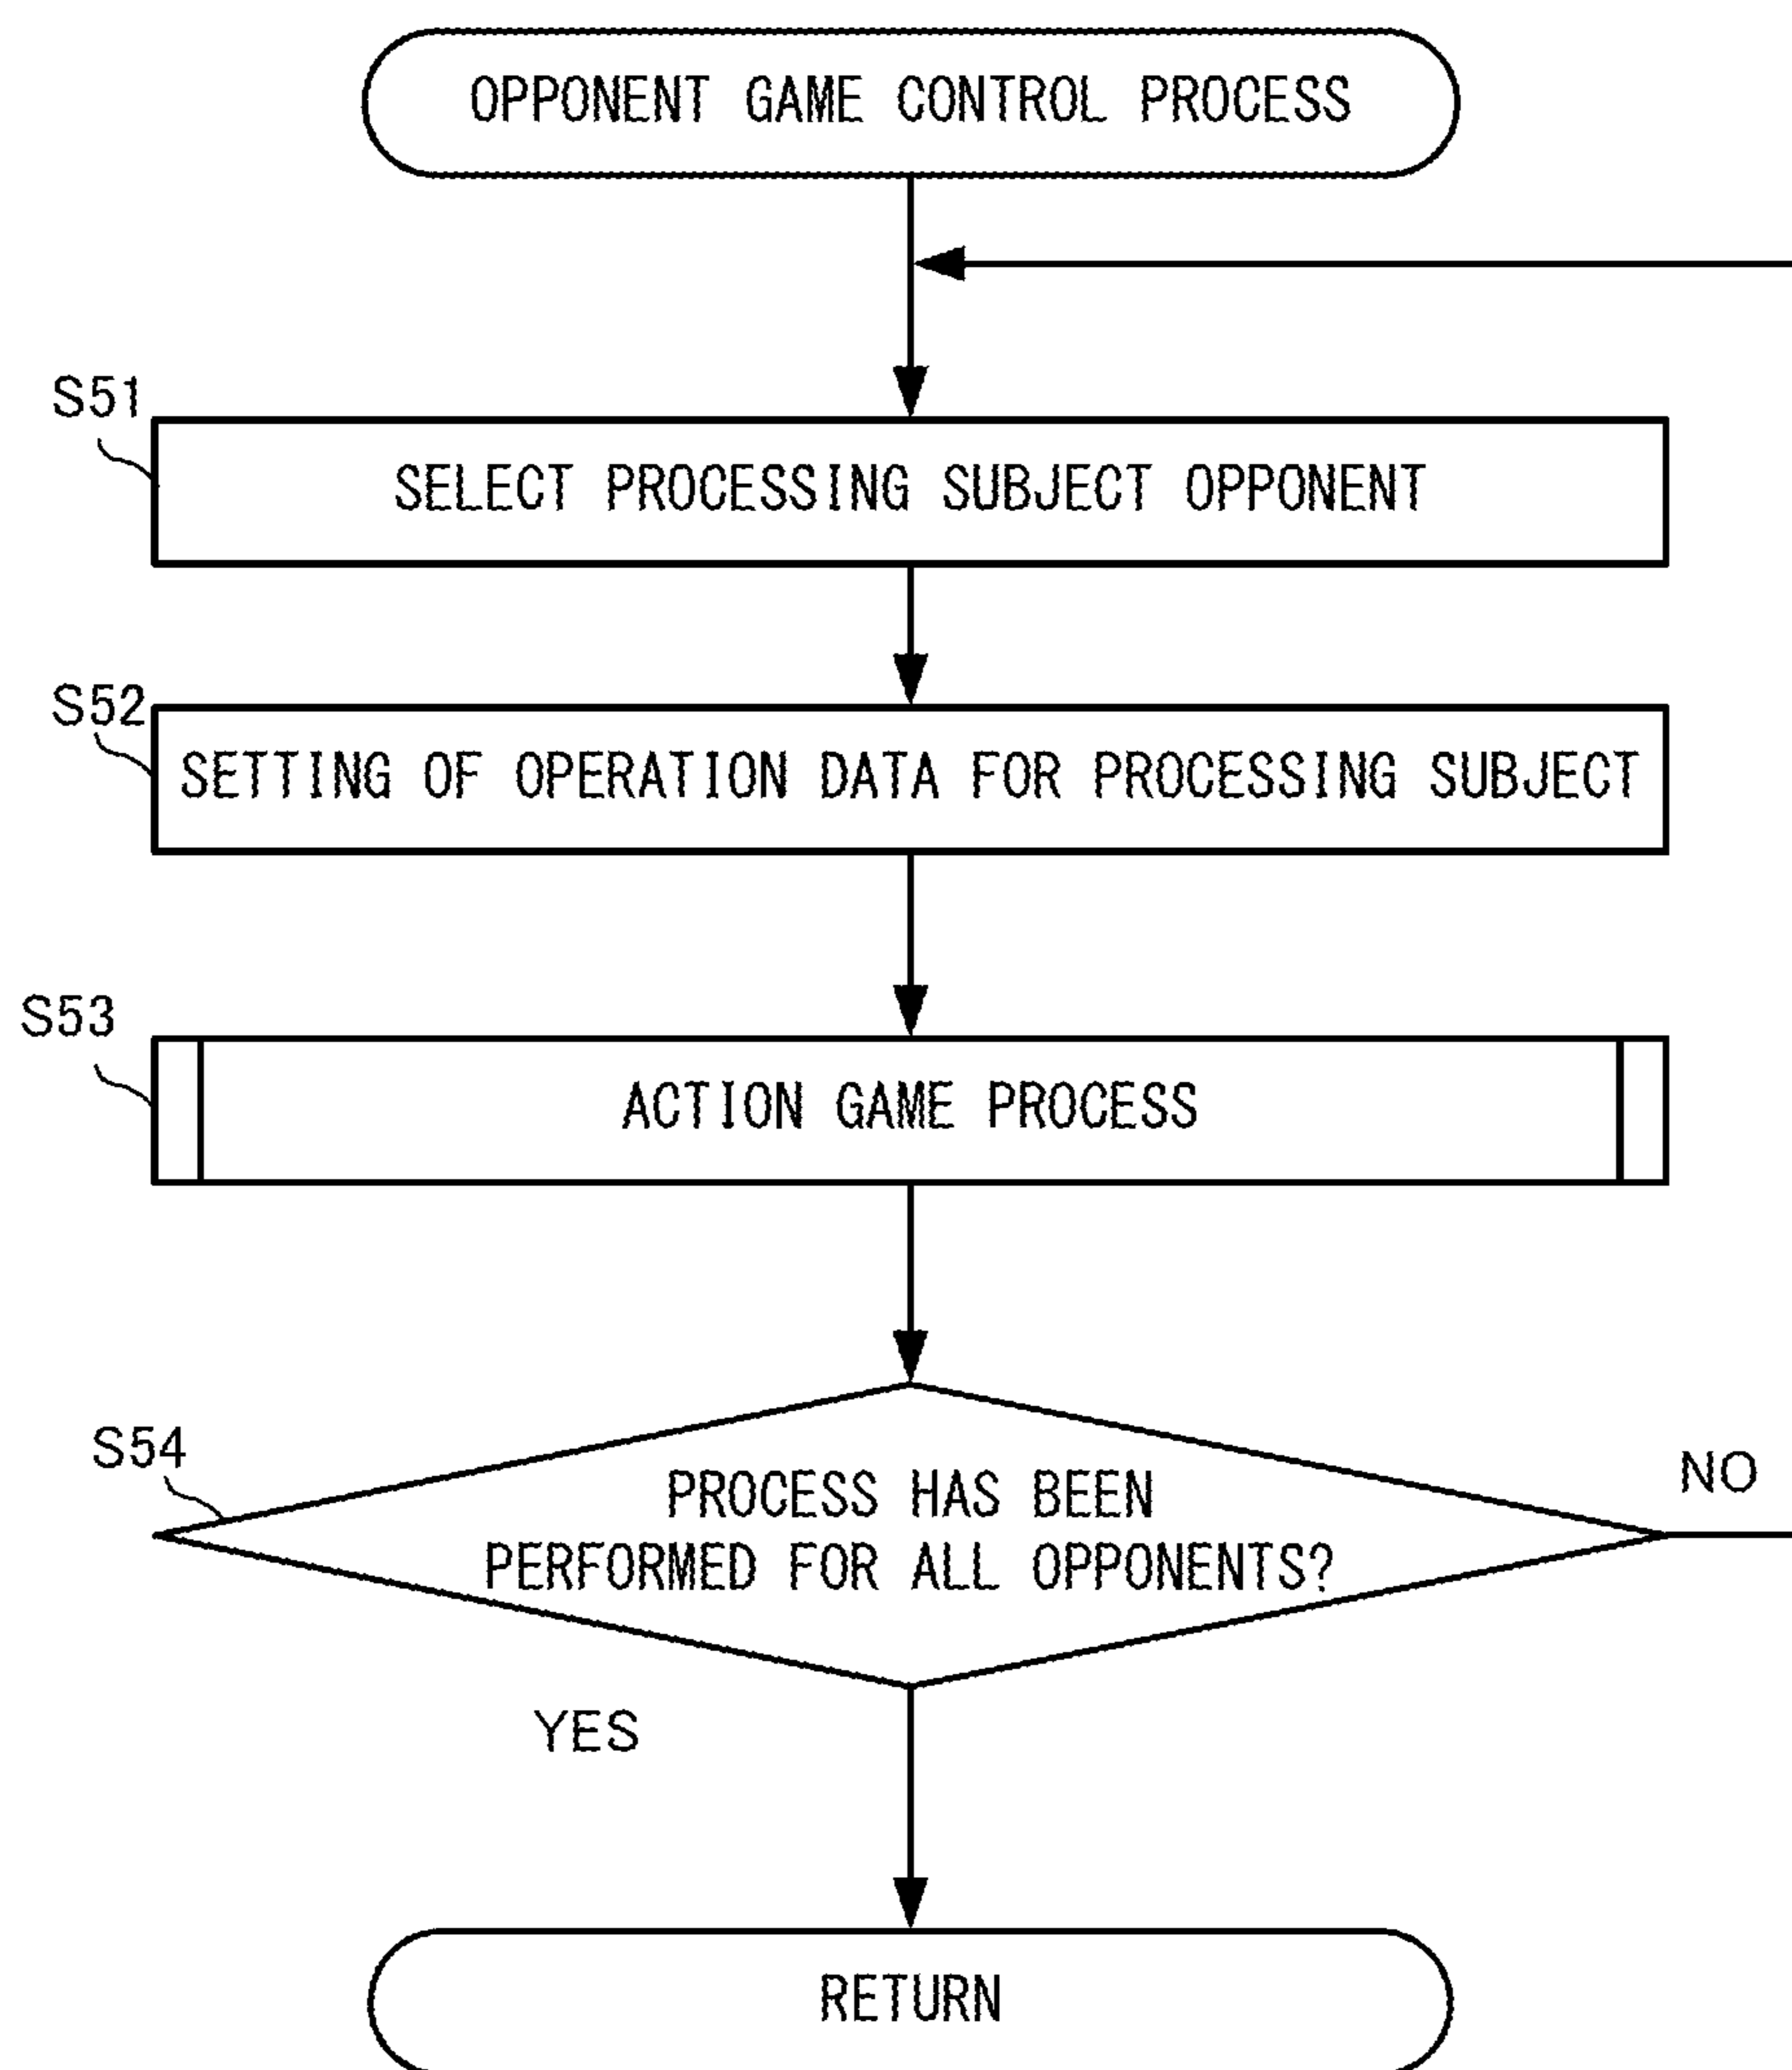 OPPONENT GAME CONTROL PROCESS
S51
SELECT PROCESSING SUBJECT OPPONENT
S52
SETTING OF OPERATION DATA FOR PROCESSING SUBJECT
S53
ACTION GAME PROCESS
S54
PROCESS HAS BEEN
PERFORMED FOR ALL OPPONENTS?
NO
YES
RETURN